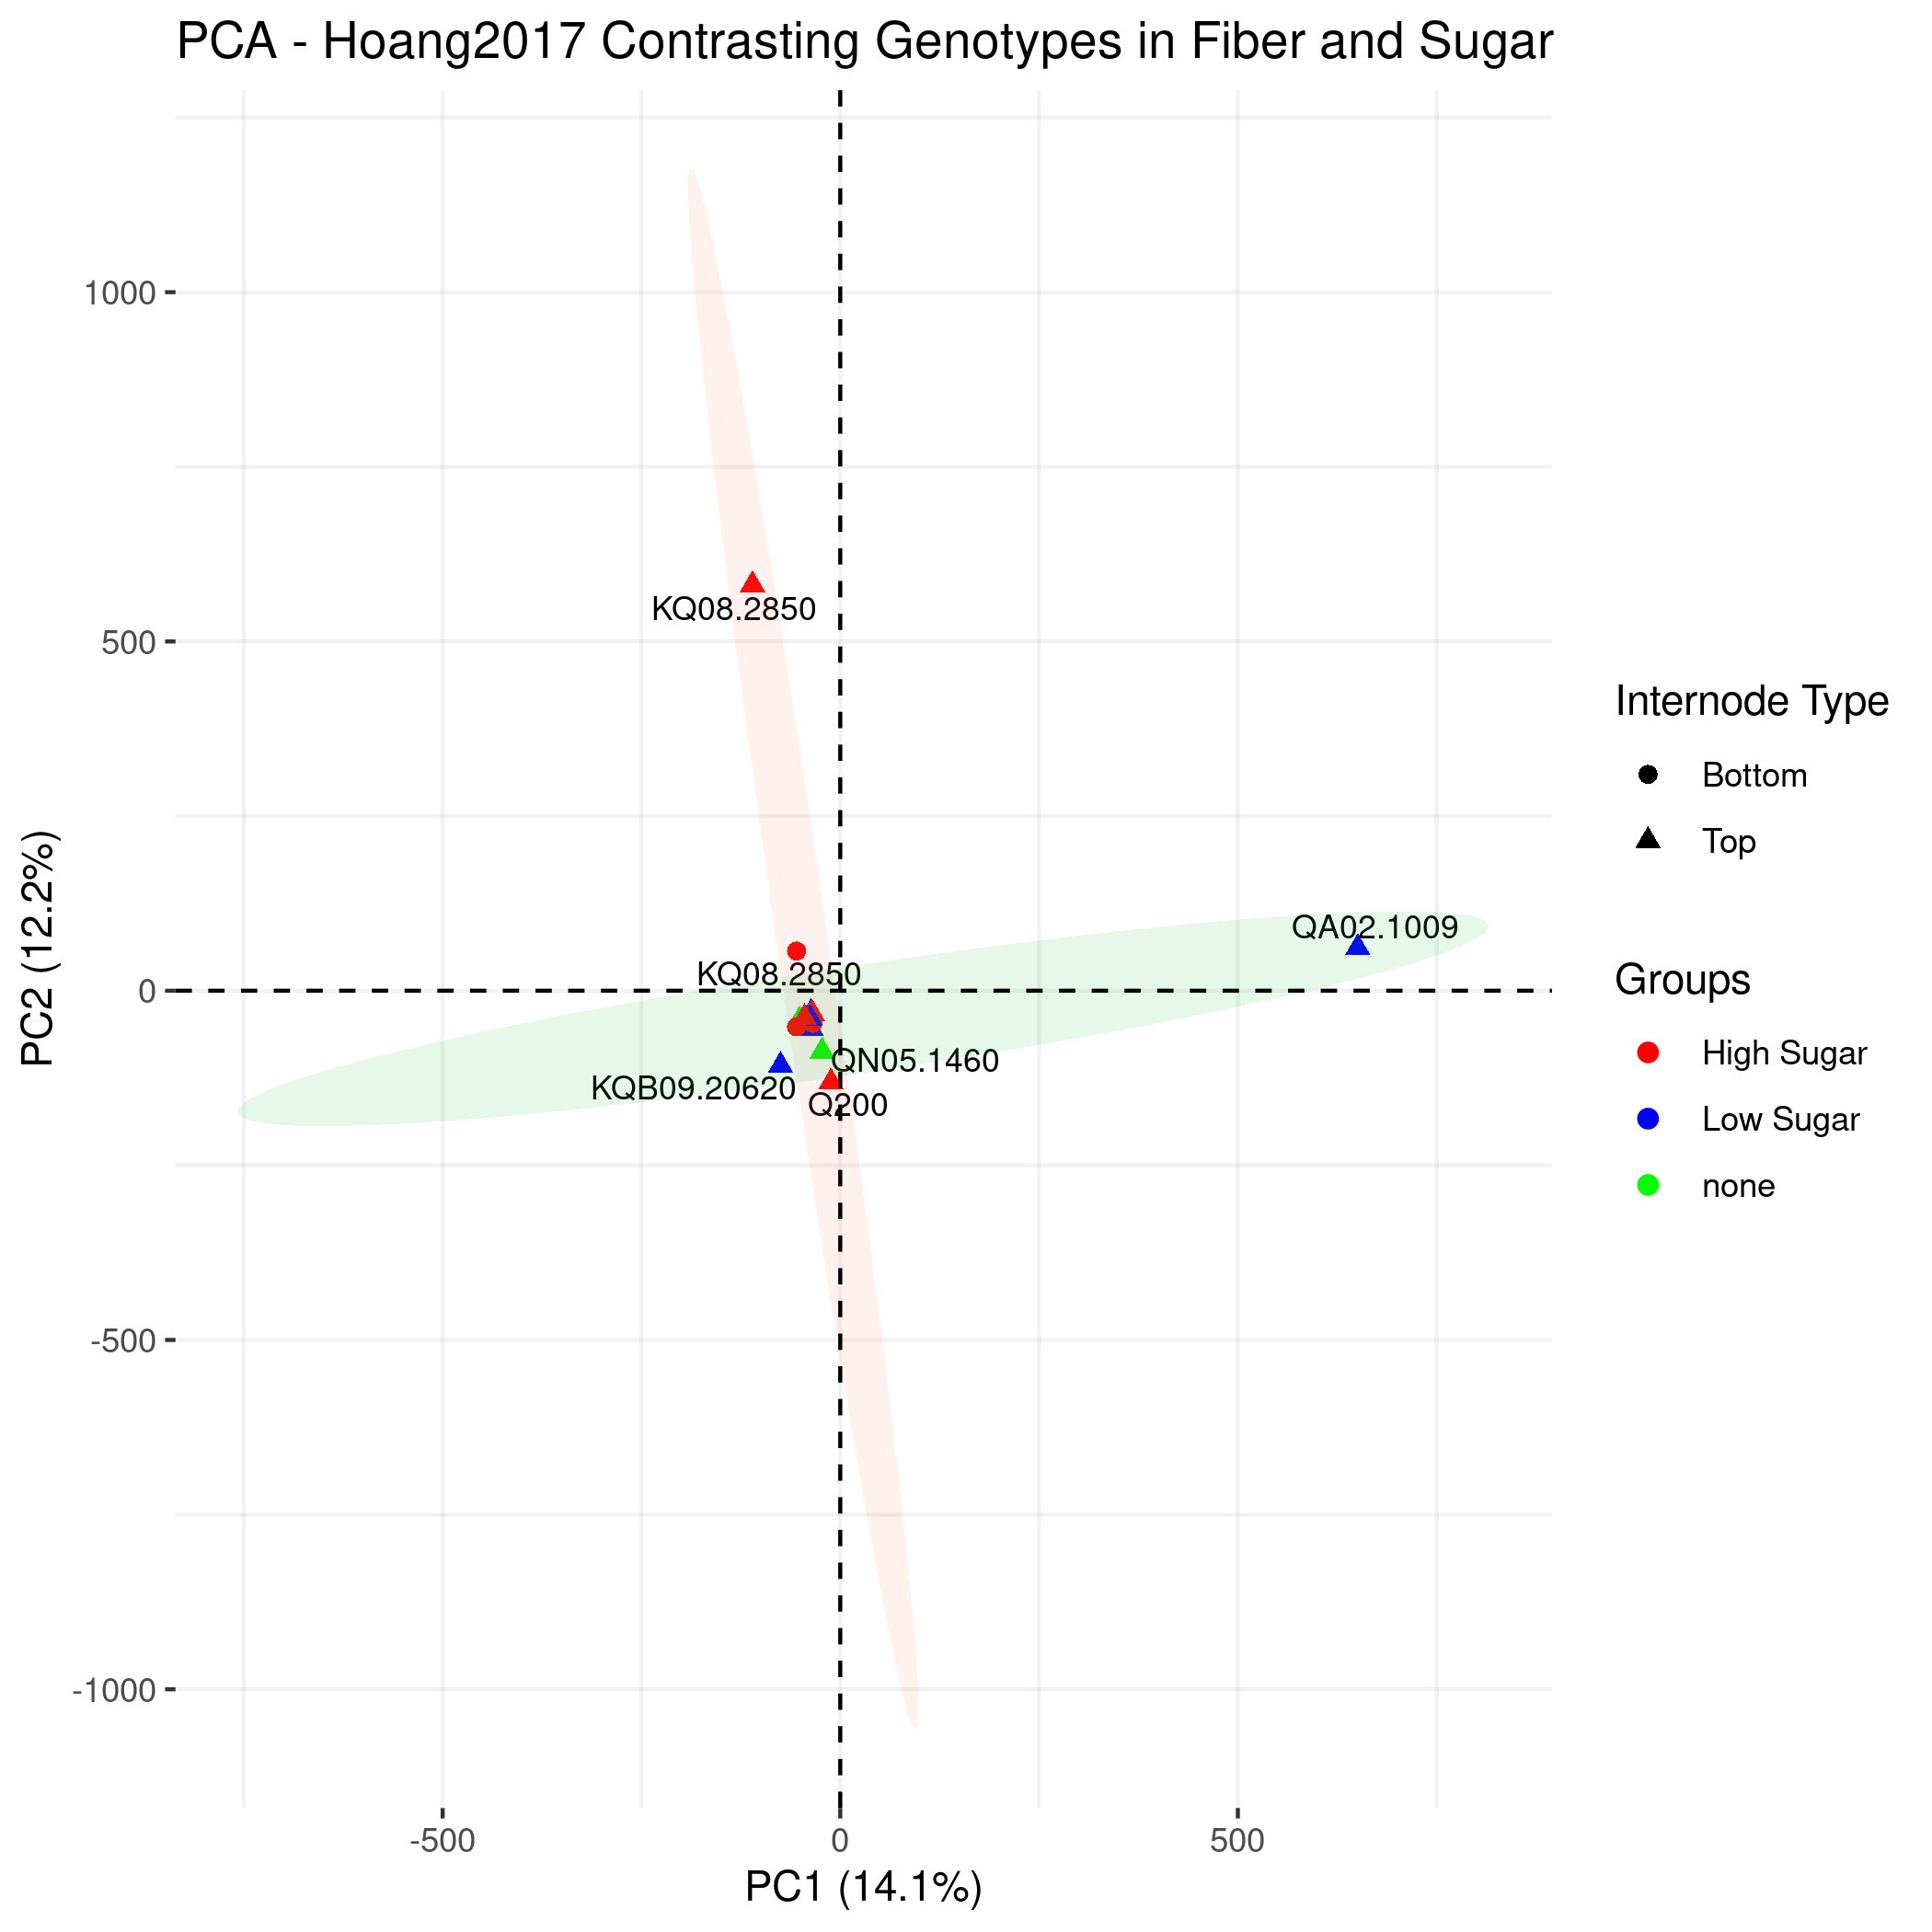 PCA - Hoang2017 Contrasting Genotypes in Fiber and Sugar
PC2 (12.2%)
1000
500
0
-500
-1000
KQ08.2850
QA02.1009
KQ08.2850
QN05.1460
KQB09.20620
Q200
-500
0
500
PC1 (14.1%)
Internode Type
Bottom
Top
Groups
High Sugar
Low Sugar
none